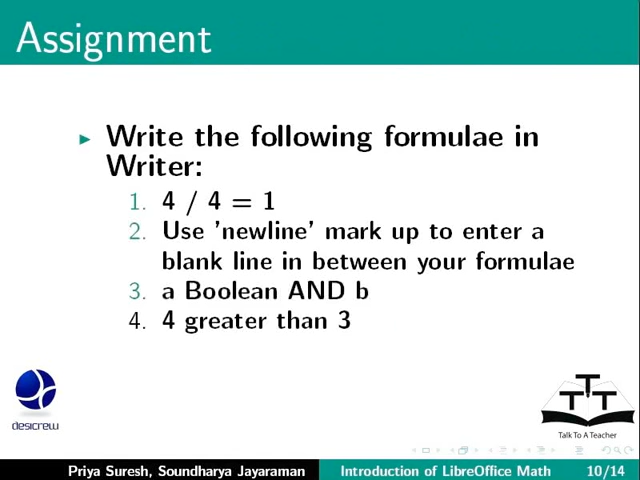 Assignment
Write the following formulae in
Writer:
1. 4 / 4 = 1
2. Use 'newline' mark up to enter a
blank line in between your formulae
3. a Boolean AND b
4. 4 greater than 3
desicrew
T T T
Talk To A Teacher
Priya Suresh, Soundharya Jayaraman Introduction of LibreOffice Math 10/14